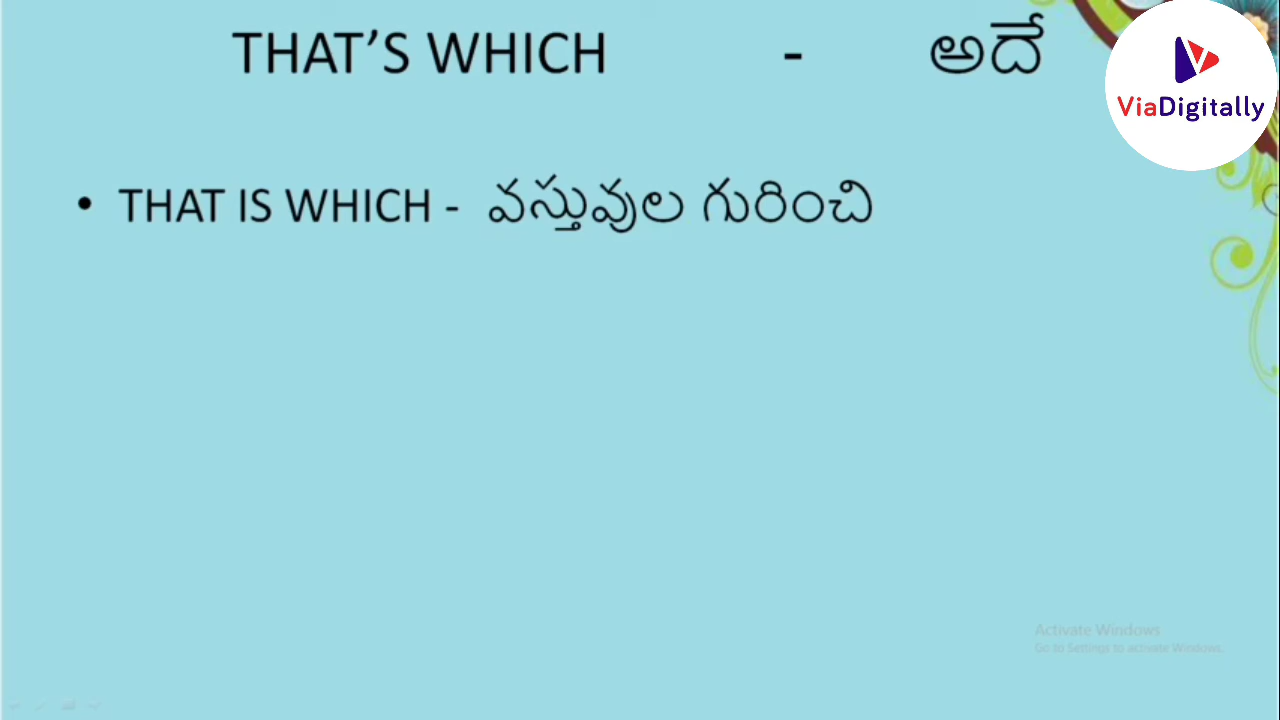 THAT’S WHICH - అదే
ViaDigitally
• THAT IS WHICH - వస్తువుల గురించి
Activate Windows
Go to Settings to activate Windows.